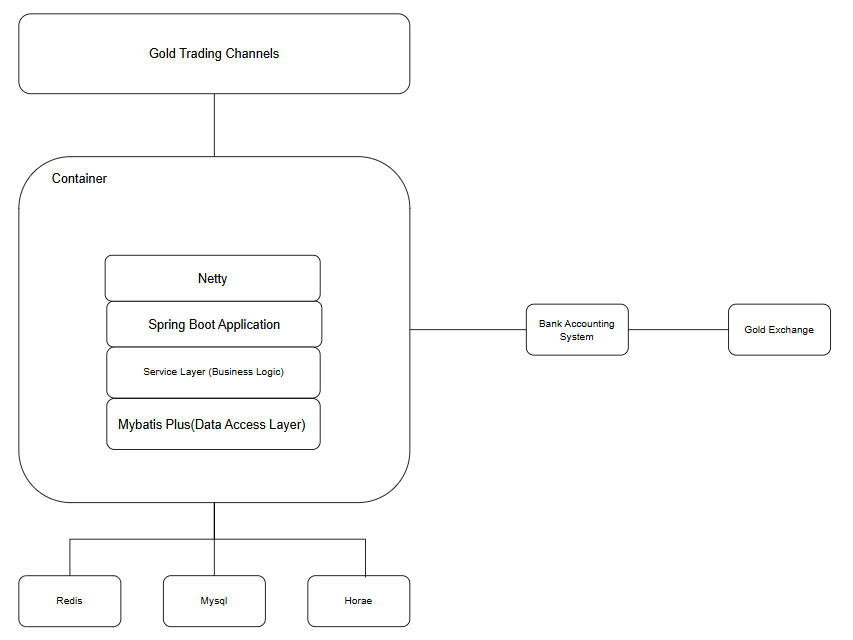 Gold Trading Channels
Container
Netty
Spring Boot Application
Service Layer (Business Logic)
Mybatis Plus(Data Access Layer)
Bank Accounting
System
Gold Exchange
Redis
Mysql
Horae